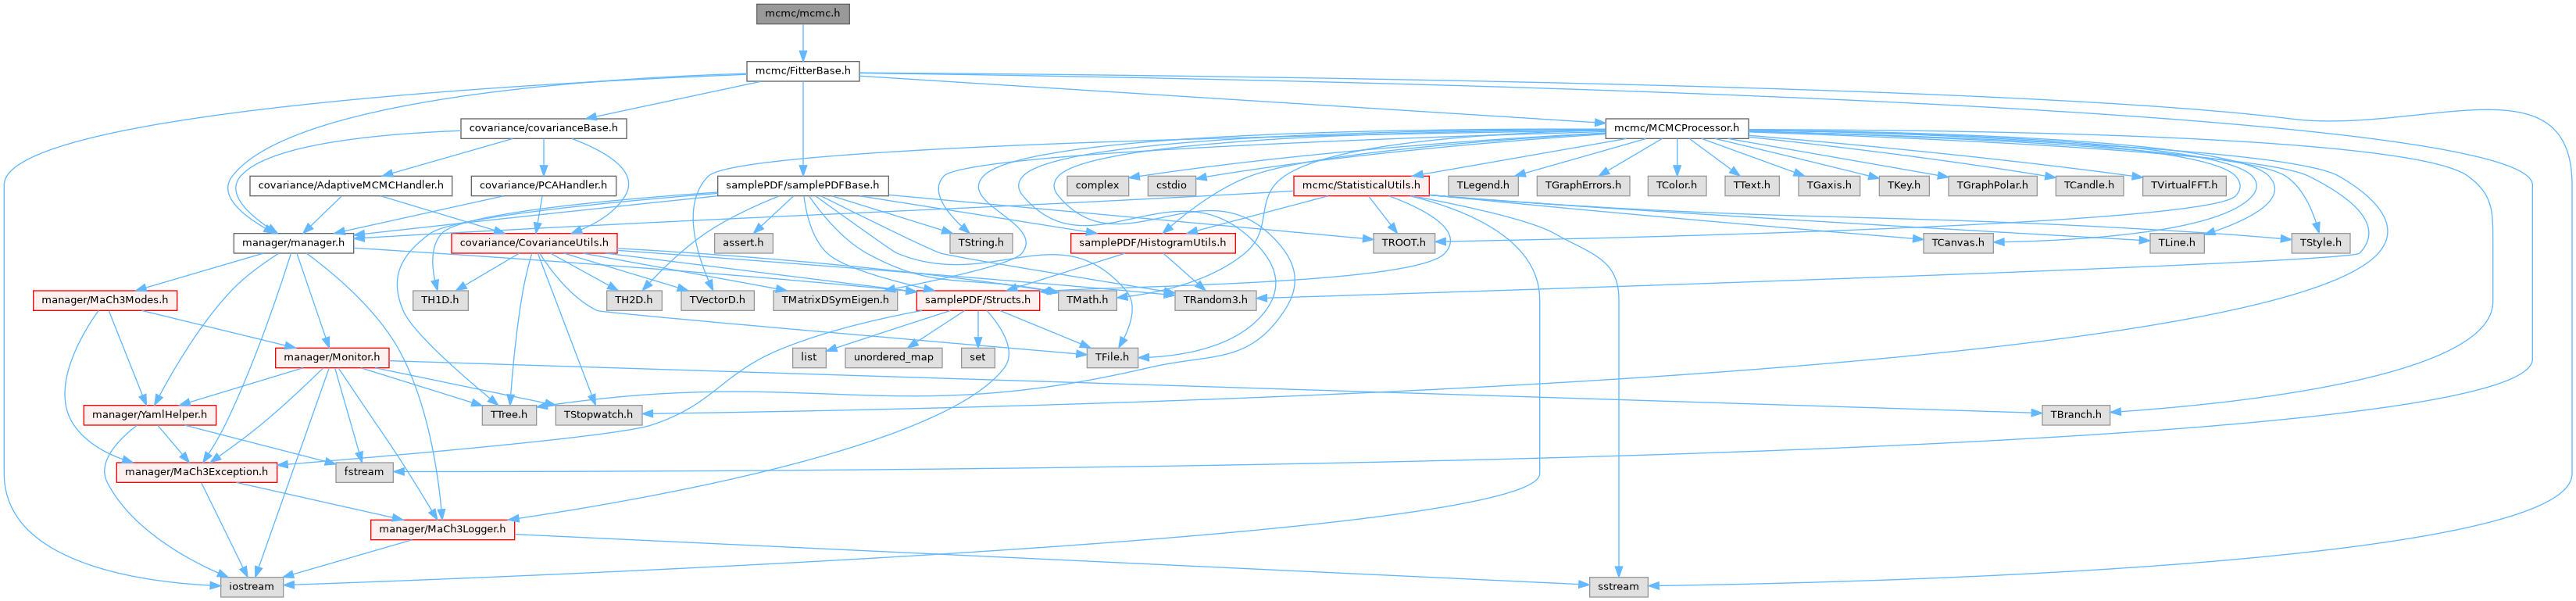 mcmc/mcmc.h
mcmc/FitterBase.h
covariance/covarianceBase.h
mcmc/MCMCProcessor.h
covariance/AdaptiveMCMCHandler.h
covariance/PCAHandler.h
samplePDF/samplePDFBase.h
complex
cstdio
mcmc/StatisticalUtils.h
TLegend.h
TGraphErrors.h
TColor.h
TText.h
TGaxis.h
TKey.h
TGraphPolar.h
TCandle.h
TVirtualFFT.h
manager/manager.h
covariance/CovarianceUtils.h
assert.h
TString.h
samplePDF/HistogramUtils.h
TROOT.h
TCanvas.h
TLine.h
TStyle.h
manager/MaCh3Modes.h
TH1D.h
TH2D.h
TVectorD.h
TMatrixDSymEigen.h
samplePDF/Structs.h
TMath.h
TRandom3.h
manager/Monitor.h
list
unordered_map
set
TFile.h
manager/YamlHelper.h
TTree.h
TStopwatch.h
TBranch.h
manager/MaCh3Exception.h
fstream
manager/MaCh3Logger.h
iostream
sstream